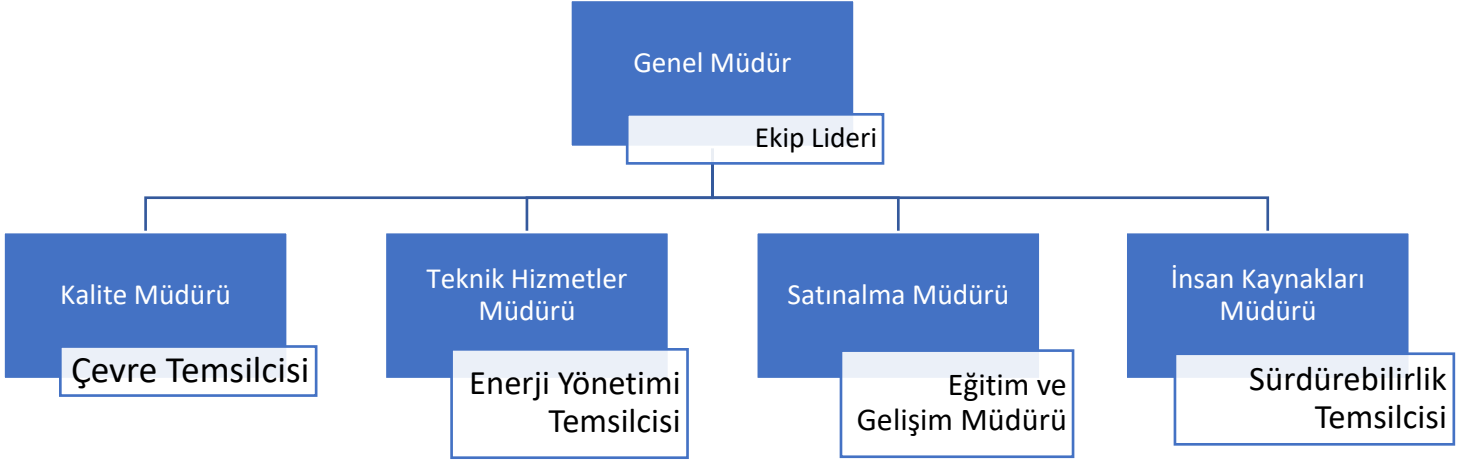 Genel Müdür
Ekip Lideri
Kalite Müdürü
Çevre Temsilcisi
Teknik Hizmetler
Müdürü
Enerji Yönetimi
Temsilcisi
Satınalma Müdürü
Eğitim ve
Gelişim Müdürü
İnsan Kaynakları
Müdürü
Sürdürebilirlik
Temsilcisi